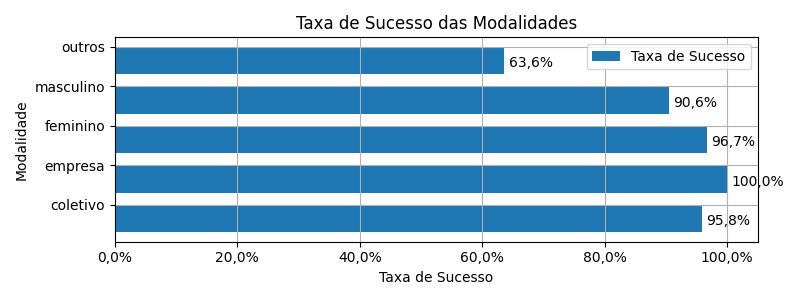 Taxa de Sucesso das Modalidades
Taxa de Sucesso
Modalidade
outros
63,6%
masculino
90,6%
feminino
96,7%
empresa
100,0%
coletivo
95,8%
0,0% 20,0% 40,0% 60,0% 80,0% 100,0%
Taxa de Sucesso